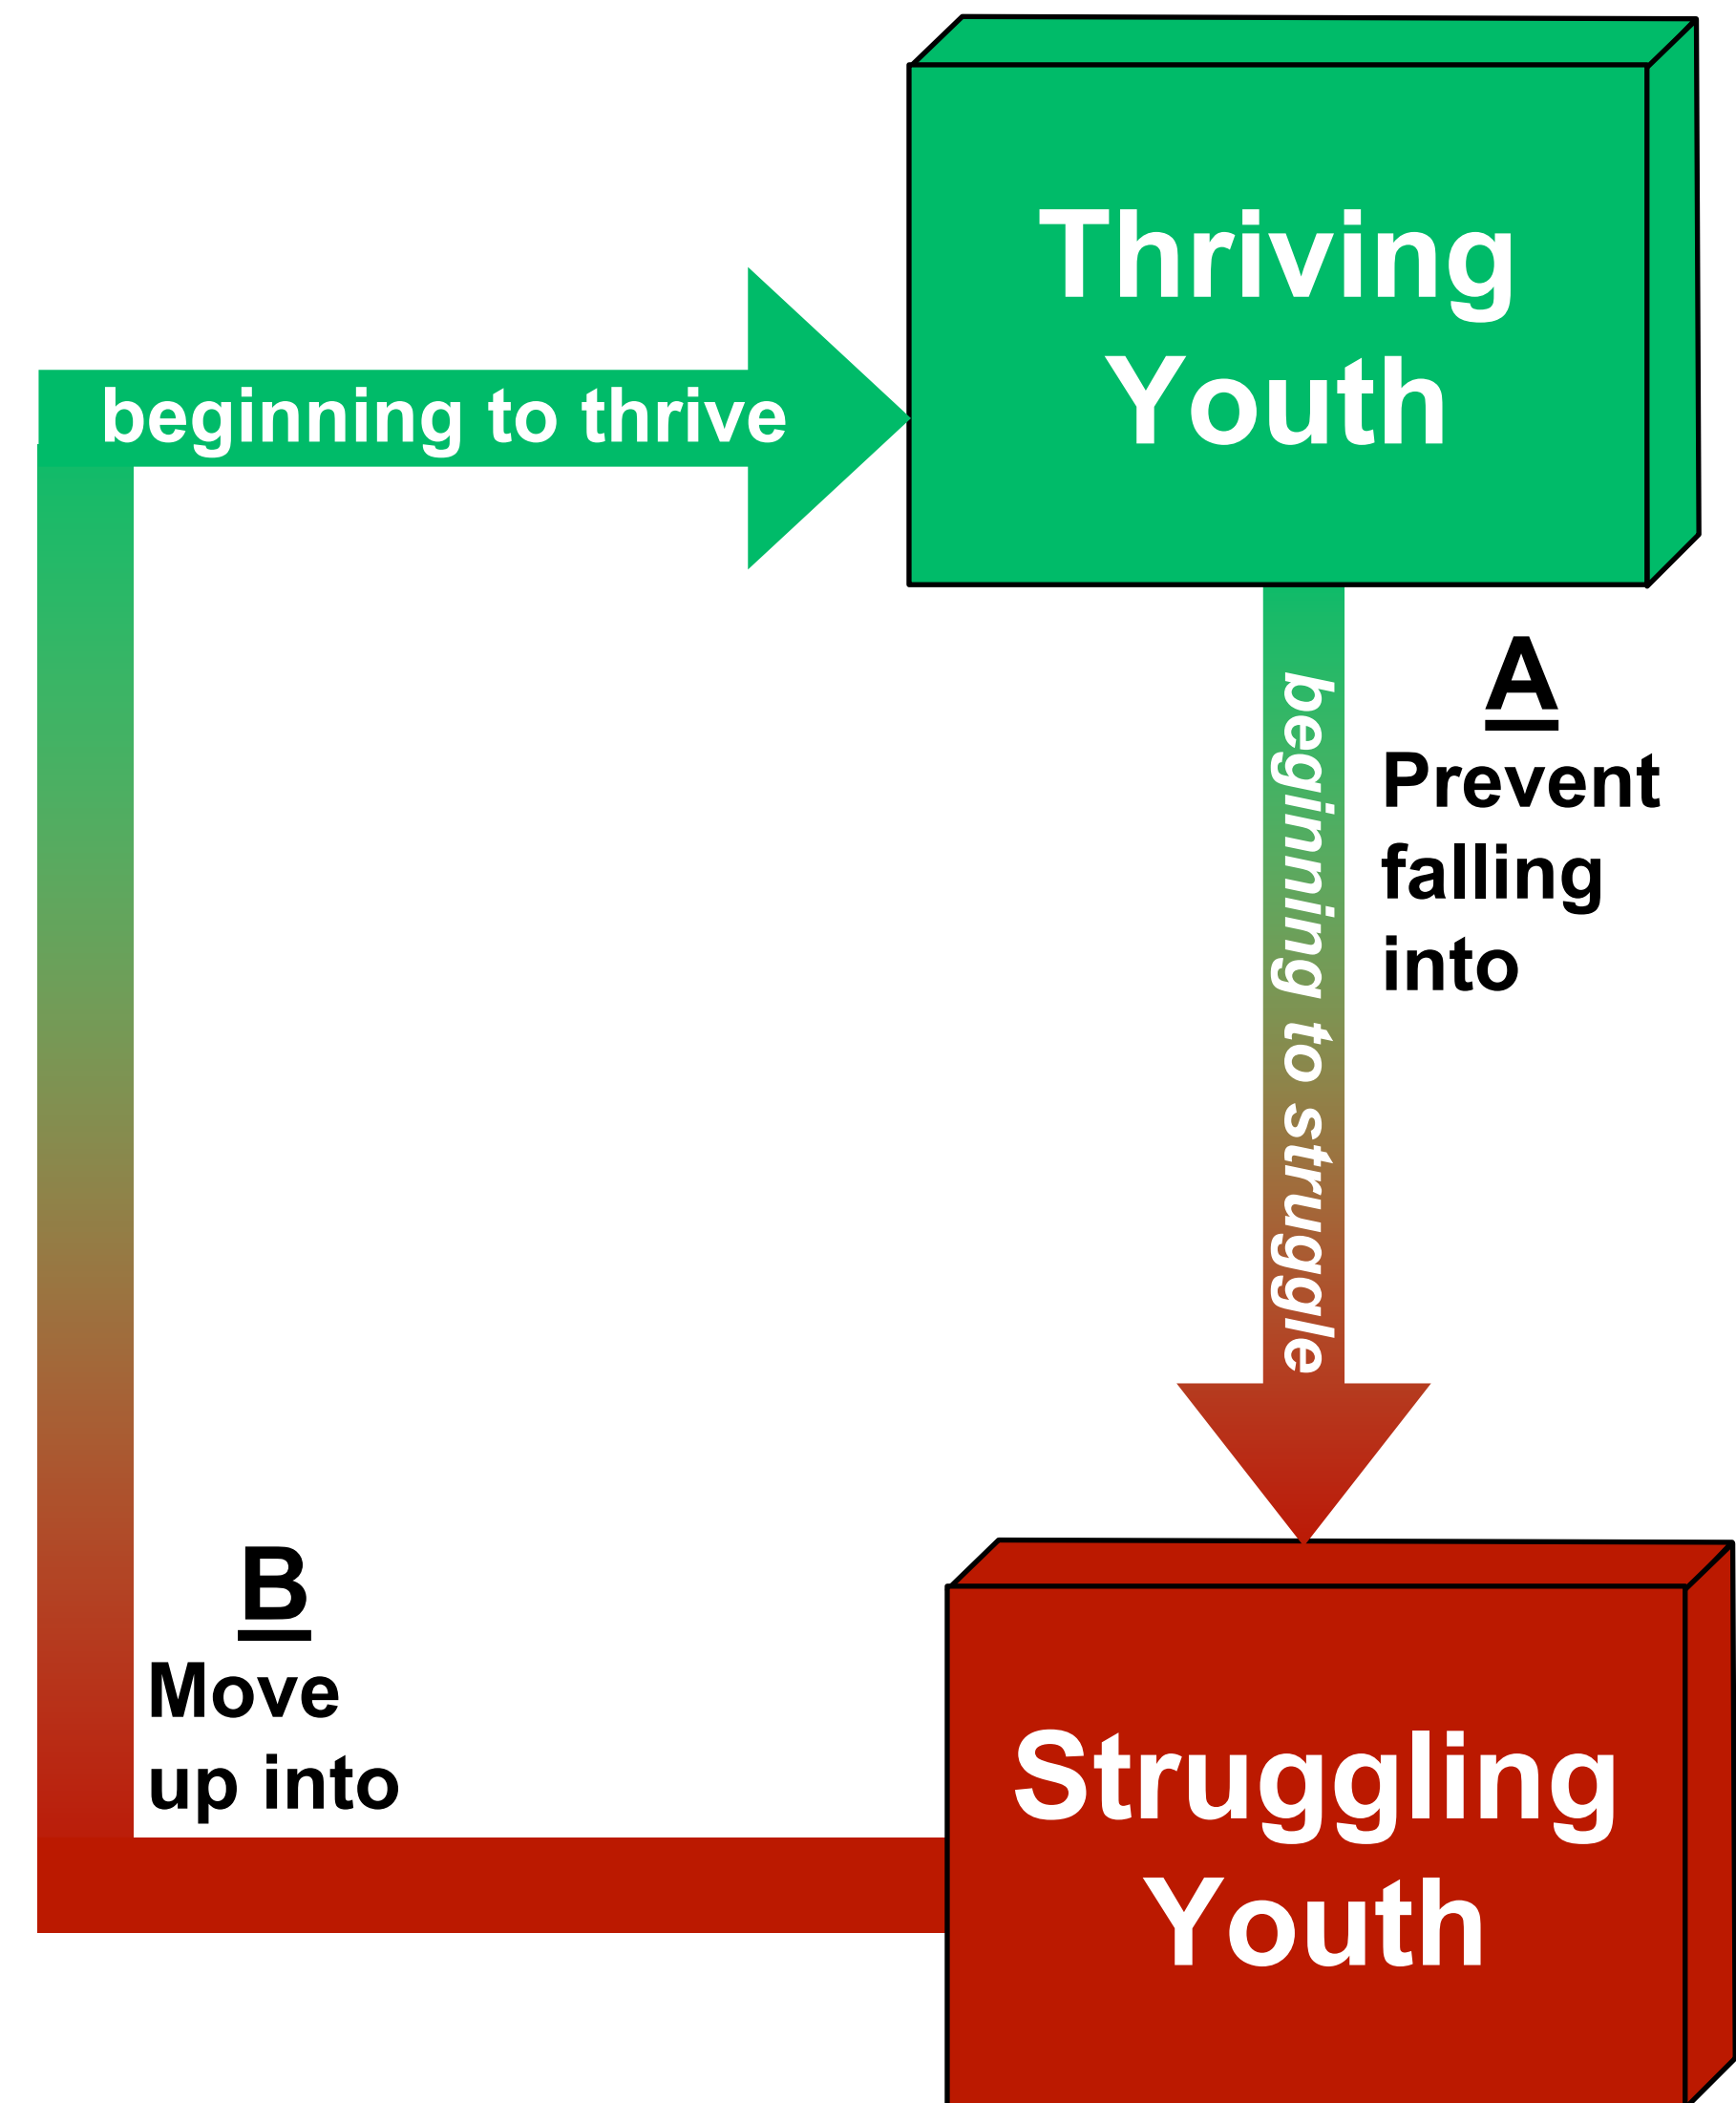 Thriving
Youth
beginning to thrive
beginning to struggle
A
Prevent
falling
into
B
Move
up into
Struggling
Youth